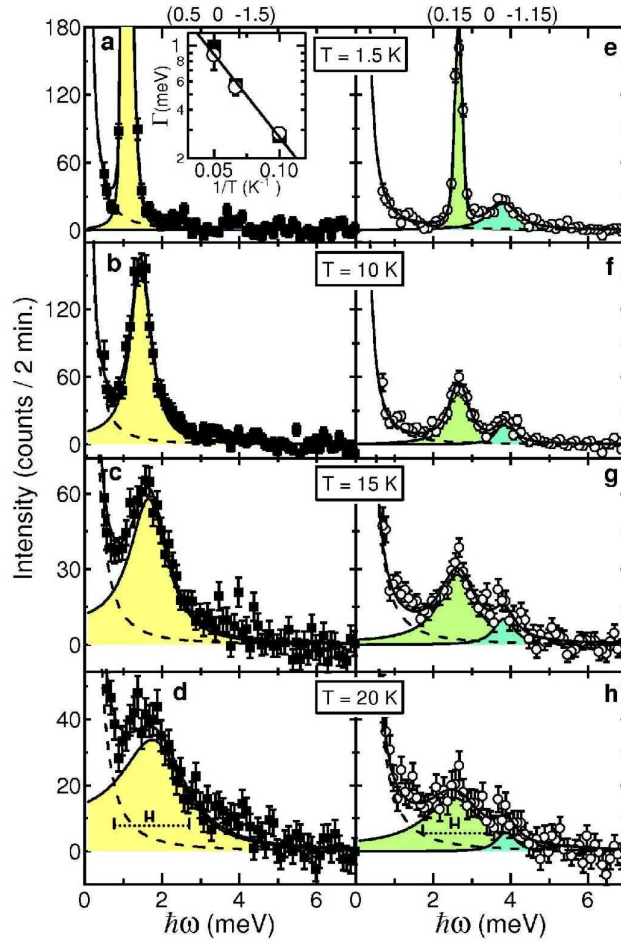 (0.5 0 -1.5) (0.15 0 -1.15)
180
120
60
0
a
1
8
6
4
2
Γ(meV)
0.05 0.10
1/T (K⁻¹)
T = 1.5 K
e
120
60
0
b
T = 10 K
f
60
30
0
c
T = 15 K
g
40
20
0
d
T = 20 K
h
H
H
0 2 4 6 0 2 4 6
ħω (meV) ħω (meV)
Intensity (counts / 2 min.)